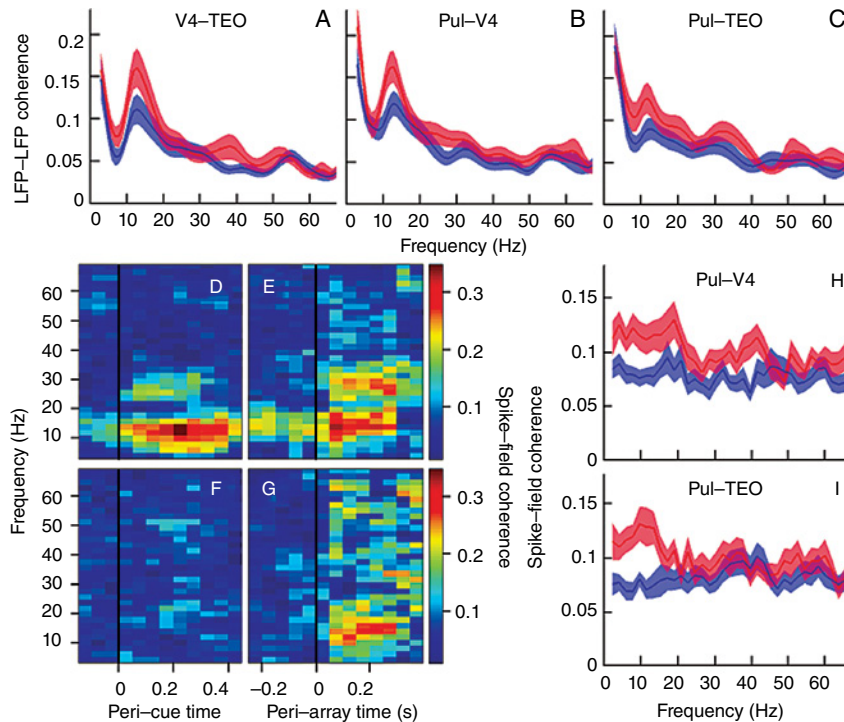 V4–TEO
A
Pul–V4
B
Pul–TEO
C
LFP–LFP coherence
0.2
0.15
0.1
0.05
0
0 10 20 30 40 50 60
0 10 20 30 40 50 60
0 10 20 30 40 50 60
Frequency (Hz)
D
E
60
50
40
30
20
10
0.3
0.2
0.1
Spike–field coherence
Frequency (Hz)
F
G
60
50
40
30
20
10
0.3
0.2
0.1
0 0.2 0.4
Peri–cue time
–0.2 0 0.2
Peri–array time (s)
Pul–V4
H
0.15
0.1
0.05
0
Spike–field coherence
Pul–TEO
I
0.15
0.1
0.05
0
0 10 20 30 40 50 60
Frequency (Hz)